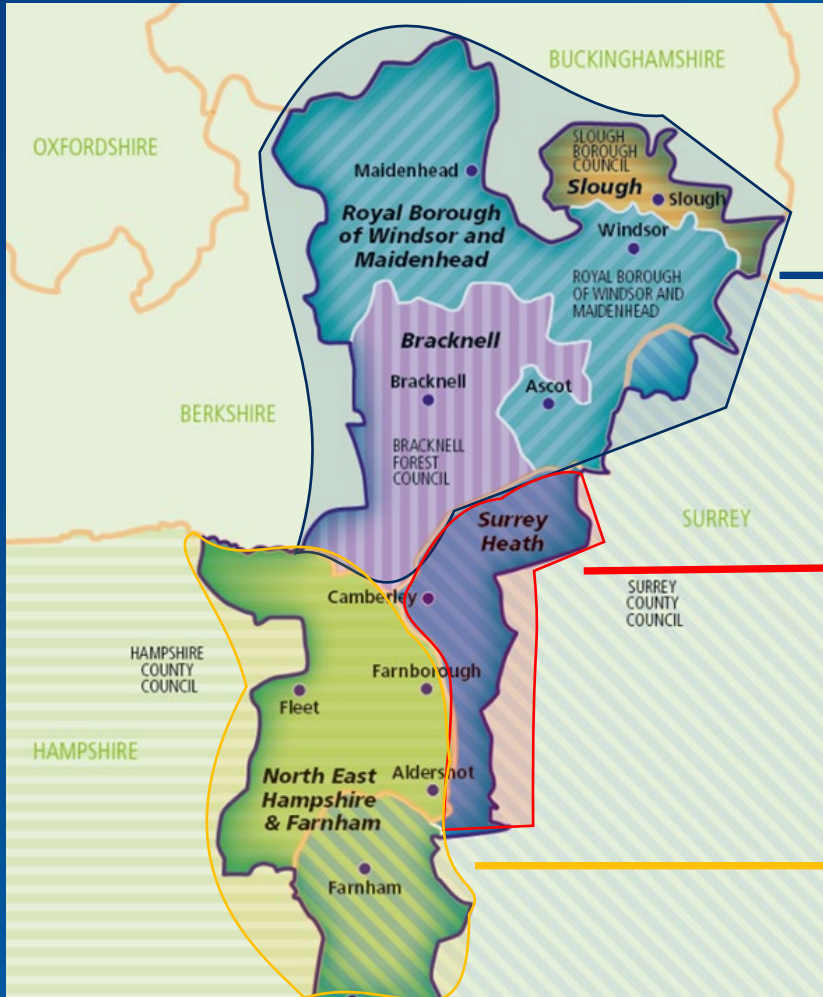 BUCKINGHAMSHIRE
OXFORDSHIRE
SLOUGH
BOROUGH
COUNCIL
Slough
Slough
Maidenhead
Royal Borough
of Windsor and
Maidenhead
Windsor
ROYAL BOROUGH
OF WINDSOR AND
MAIDENHEAD
Bracknell
Bracknell
Ascot
BERKSHIRE
BRACKNELL
FOREST
COUNCIL
Surrey
Heath
SURREY
Camberley
SURREY
COUNTY
COUNCIL
HAMPSHIRE
COUNTY
COUNCIL
Farnborough
Fleet
HAMPSHIRE
North East
Hampshire
& Farnham
Aldershot
Farnham